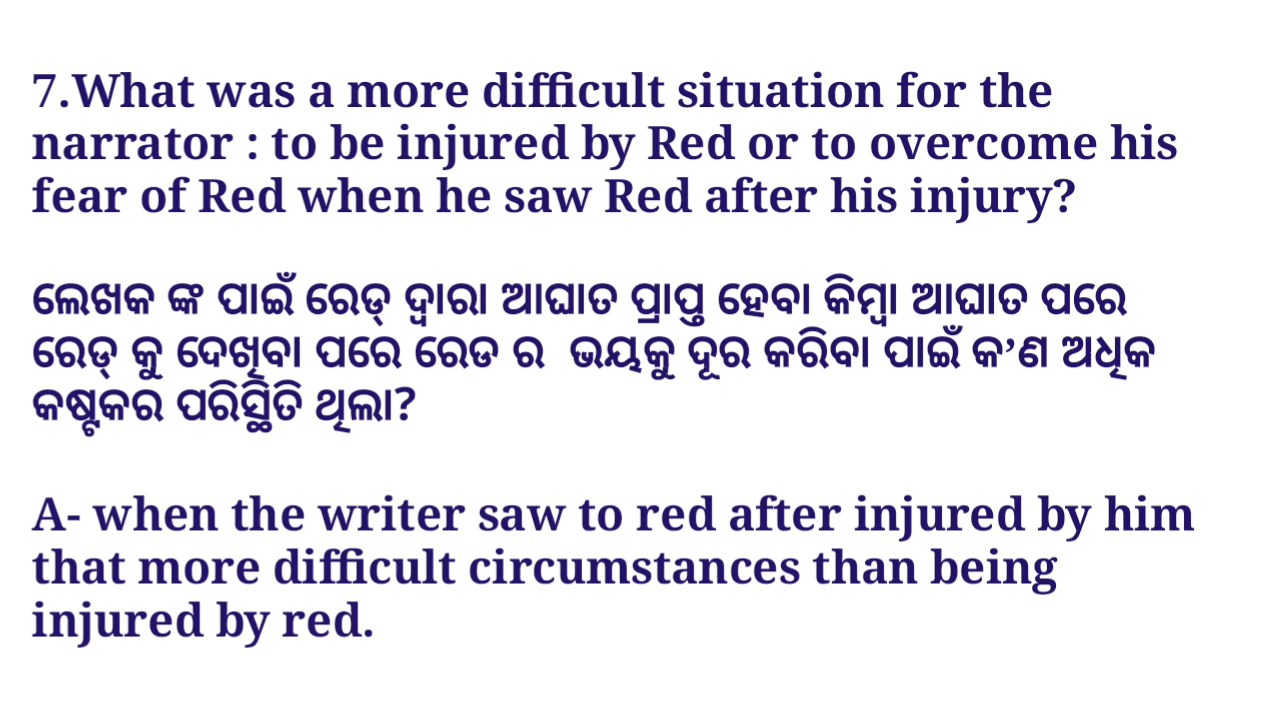 7.What was a more difficult situation for the
narrator : to be injured by Red or to overcome his
fear of Red when he saw Red after his injury?
ଲେଖକ ଙ୍କ ପାଇଁ ରେଡ୍ ଦ୍ୱାରା ଆଘାତ ପ୍ରାପ୍ତ ହେବା କିମ୍ବା ଆଘାତ ପରେ
ରେଡ୍ କୁ ଦେଖିବା ପରେ ରେଡ ର  ଭୟକୁ ଦୂର କରିବା ପାଇଁ କ’ଣ ଅଧିକ
କଷ୍ଟକର ପରିସ୍ଥିତି ଥିଲା?
A- when the writer saw to red after injured by him
that more difficult circumstances than being
injured by red.